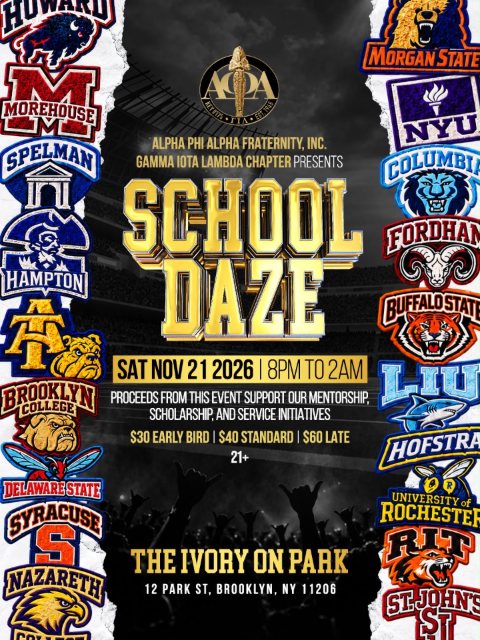 HOWARD
M
MOREHOUSE
SPELMAN
HAMPTON
AT
BROOKLYN
COLLEGE
DELAWARE STATE
SYRACUSE
S
NAZARETH
COLLEGE
ΑΦΑ
ALPHA PHI ALPHA FRATERNITY, INC.
GAMMA IOTA LAMBDA CHAPTER PRESENTS
SCHOOL
DAZE
SAT NOV 21 2026 | 8PM TO 2AM
PROCEEDS FROM THIS EVENT SUPPORT OUR MENTORSHIP,
SCHOLARSHIP, AND SERVICE INITIATIVES
$30 EARLY BIRD | $40 STANDARD | $60 LATE
21+
THE IVORY ON PARK
12 PARK ST, BROOKLYN, NY 11206
MORGAN STATE
NYU
COLUMBIA
FORDHAM
BUFFALO STATE
LIU
HOFSTRA
UNIVERSITY of
ROCHESTER
RIT
ST. JOHN'S
ST